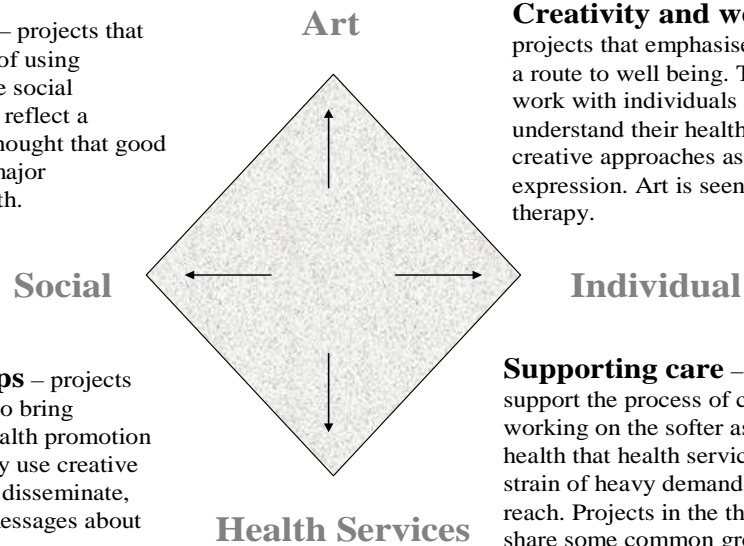 Art
– projects that
of using
e social
reflect a
hought that good
najor
th.
Creativity and we
projects that emphasise
a route to well being. T
work with individuals
understand their health
creative approaches as
expression. Art is seen
therapy.
Social
Individual
ps – projects
o bring
alth promotion
y use creative
disseminate,
nessages about
Supporting care –
support the process of c
working on the softer as
health that health servic
strain of heavy demand
reach. Projects in the th
share some common gro
Health Services